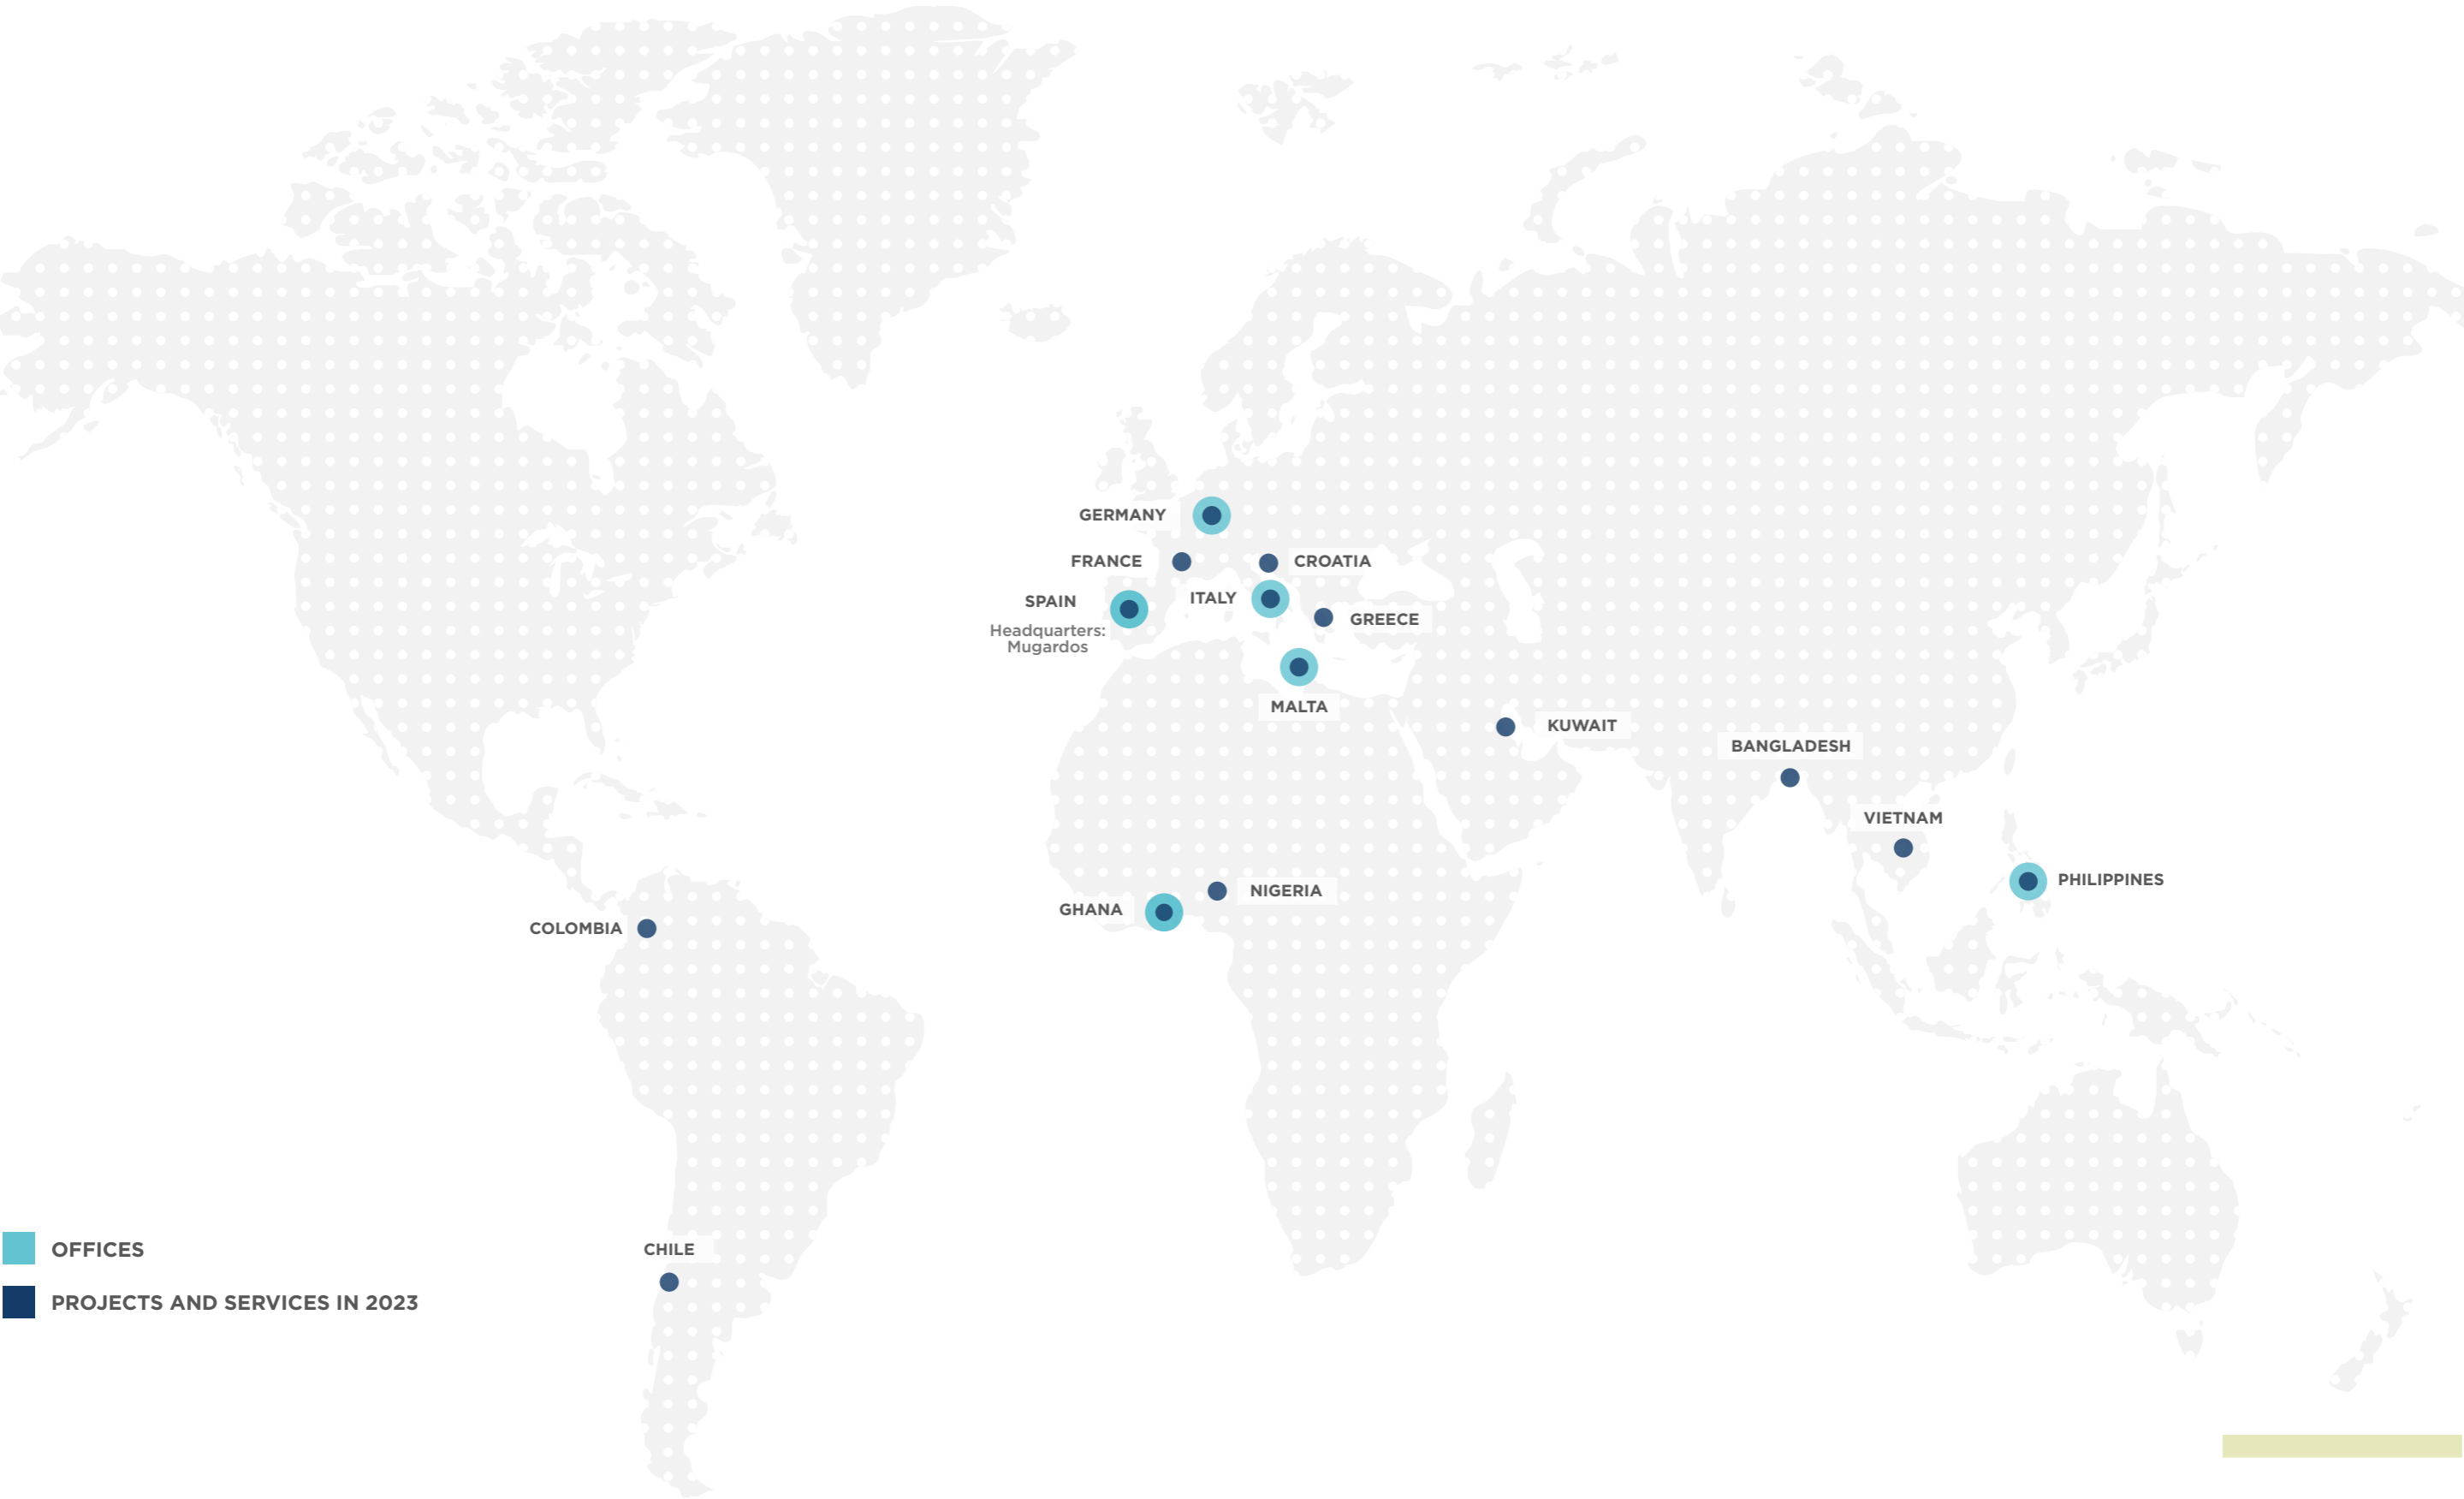 GERMANY
FRANCE
CROATIA
SPAIN
ITALY
GREECE
Headquarters:
Mugardos
MALTA
KUWAIT
BANGLADESH
VIETNAM
PHILIPPINES
NIGERIA
GHANA
COLOMBIA
CHILE
OFFICES
PROJECTS AND SERVICES IN 2023